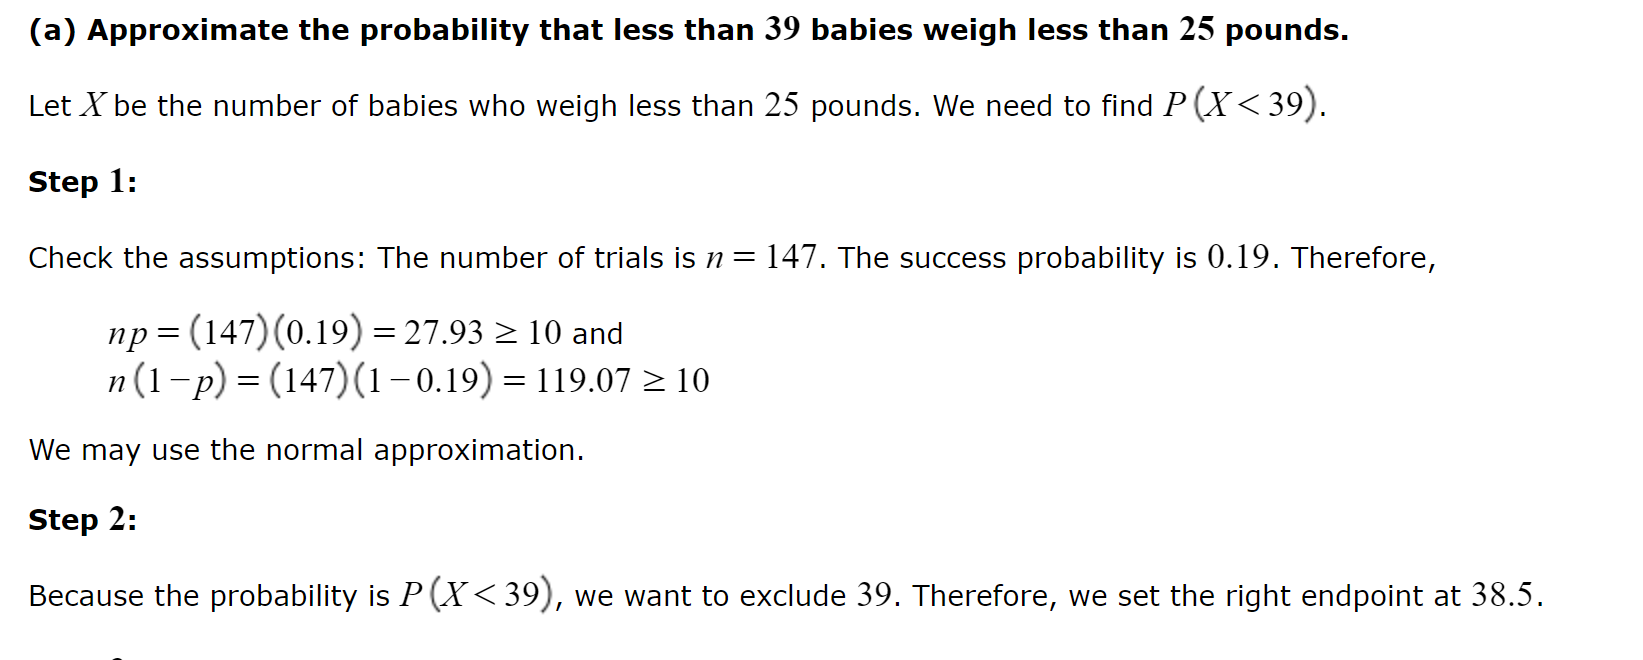 (a) Approximate the probability that less than 39 babies weigh less than 25 pounds.
Let X be the number of babies who weigh less than 25 pounds. We need to find P(X<39).
Step 1:
Check the assumptions: The number of trials is n = 147. The success probability is 0.19. Therefore,
np = (147)(0.19) = 27.93 ≥ 10 and
n(1−p) = (147)(1−0.19) = 119.07 ≥ 10
We may use the normal approximation.
Step 2:
Because the probability is P(X<39), we want to exclude 39. Therefore, we set the right endpoint at 38.5.